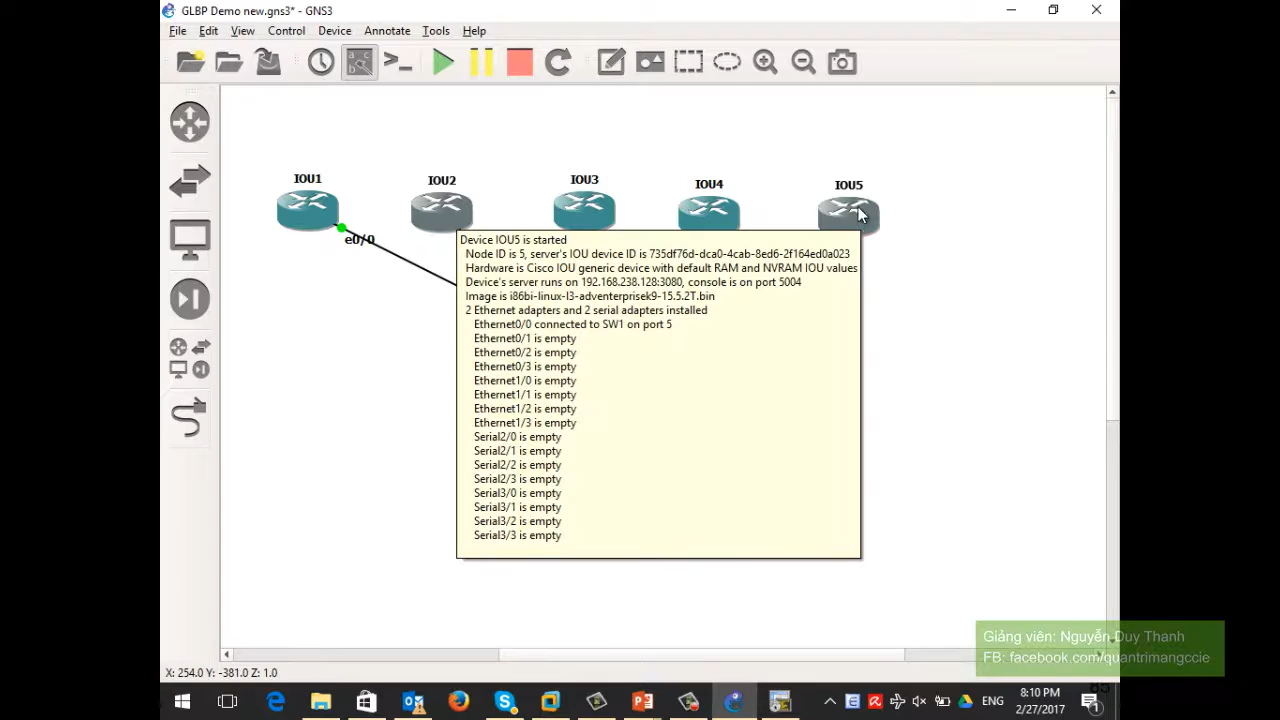 GLBP Demo new.gns3* - GNS3
File Edit View Control Device Annotate Tools Help
IOU1
IOU2
IOU3
IOU4
IOU5
e0/0
Device IOU5 is started
Node ID is 5, server's IOU device ID is 735df76d-dca0-4cab-8ed6-2f164ed0a023
Hardware is Cisco IOU generic device with default RAM and NVRAM IOU values
Device's server runs on 192.168.238.128:3080, console is on port 5004
Image is i86bi-linux-l3-adventerprisek9-15.5.2T.bin
2 Ethernet adapters and 2 serial adapters installed
Ethernet0/0 connected to SW1 on port 5
Ethernet0/1 is empty
Ethernet0/2 is empty
Ethernet0/3 is empty
Ethernet1/0 is empty
Ethernet1/1 is empty
Ethernet1/2 is empty
Ethernet1/3 is empty
Serial2/0 is empty
Serial2/1 is empty
Serial2/2 is empty
Serial2/3 is empty
Serial3/0 is empty
Serial3/1 is empty
Serial3/2 is empty
Serial3/3 is empty
Giảng viên: Nguyễn Duy Thanh
FB: facebook.com/quantrimangccie
X: 254.0 Y: -381.0 Z: 1.0
ENG
8:10 PM
2/27/2017